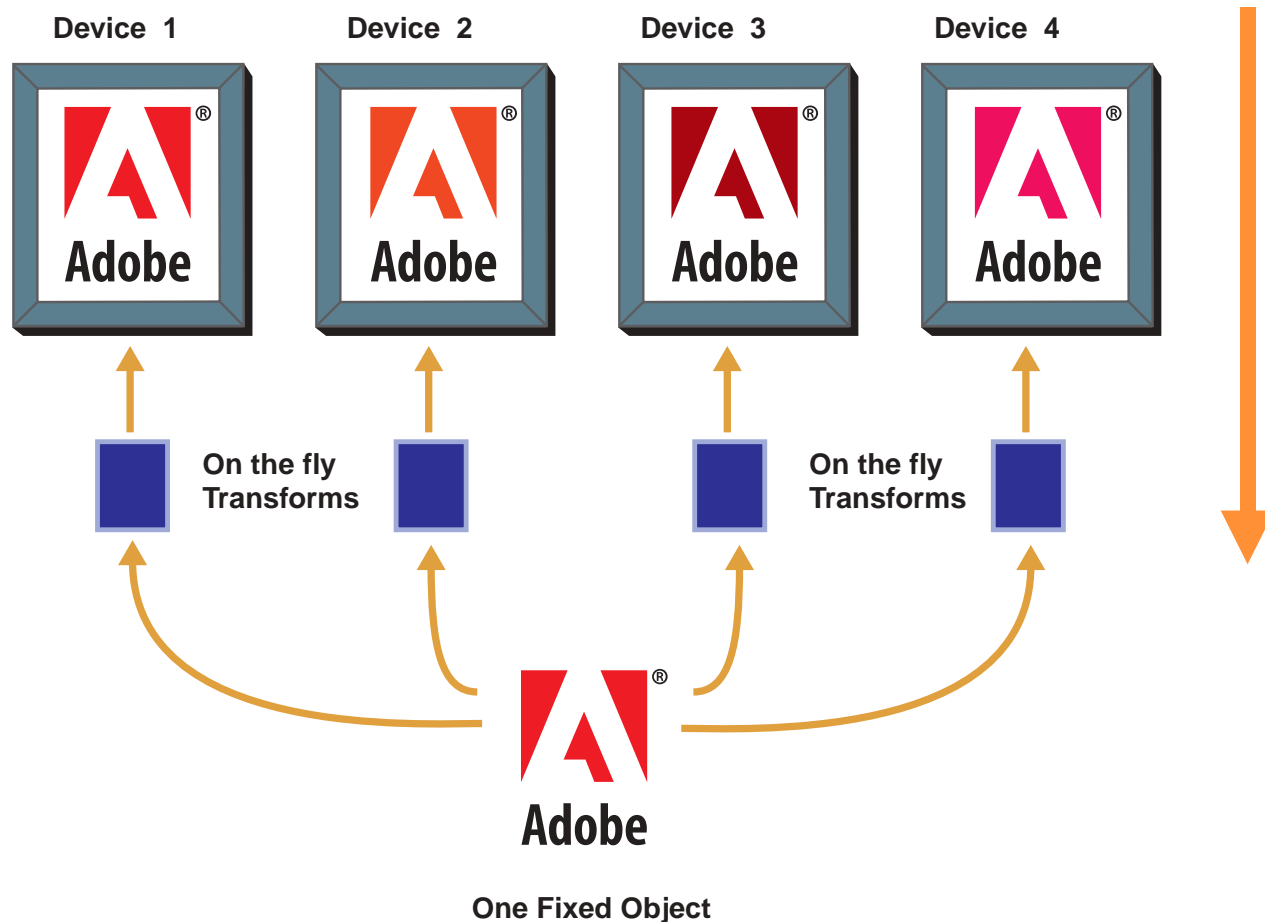 Device 1 Device 2 Device 3 Device 4
® ® ® ®
Adobe Adobe Adobe Adobe
On the fly On the fly
Transforms Transforms
®
Adobe
One Fixed Object